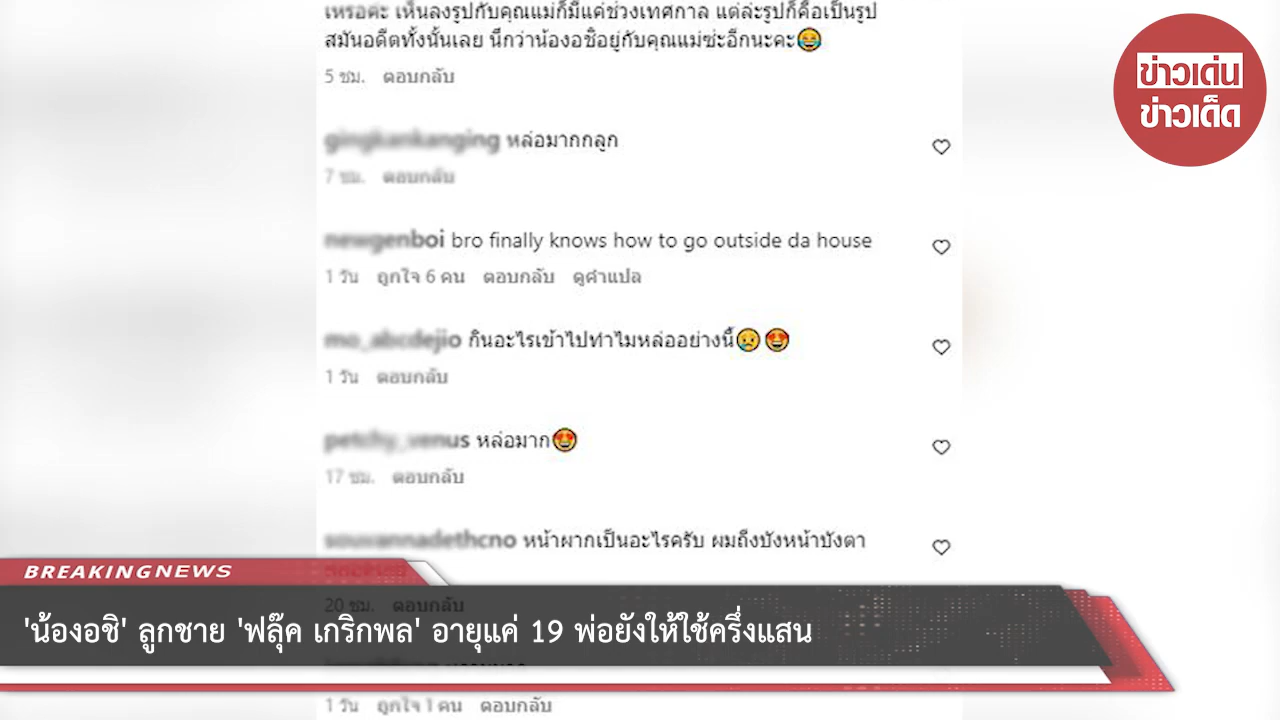 เหรอคะ เห็นลงรูปกับคุณแม่ก็มีแค่ช่วงเทศกาล แต่ล่ะรูปก็คือเป็นรูป
สมันอดีตทั้งนั้นเลย นึกว่าน้องอชิอยู่กับคุณแม่ซ่ะอีกนะคะ😂
5 ชม. ตอบกลับ
ข่าวเด่น
ข่าวเด็ด
gingkankanging หล่อมากกลูก
7 ชม. ตอบกลับ
newgenboi bro finally knows how to go outside da house
1 วัน ถูกใจ 6 คน ตอบกลับ ดูคำแปล
mo_abcdejio กินอะไรเข้าไปทำไมหล่ออย่างนี้😢🤩
1 วัน ตอบกลับ
petchy_venus หล่อมาก🤩
17 ชม. ตอบกลับ
souvannadethcno หน้าผากเป็นอะไรครับ ผมถึงบังหน้าบังตา
BREAKINGNEWS
20 ชม. ตอบกลับ
'น้องอชิ' ลูกชาย 'ฟลุ๊ค เกริกพล' อายุแค่ 19 พ่อยังให้ใช้ครึ่งแสน
1 วัน ถูกใจ 1 คน ตอบกลับ